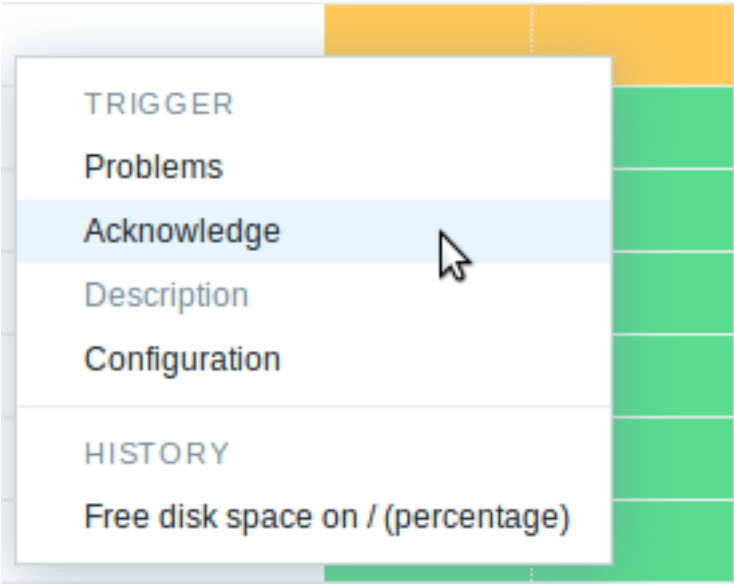 TRIGGER
Problems
Acknowledge
Description
Configuration
HISTORY
Free disk space on / (percentage)